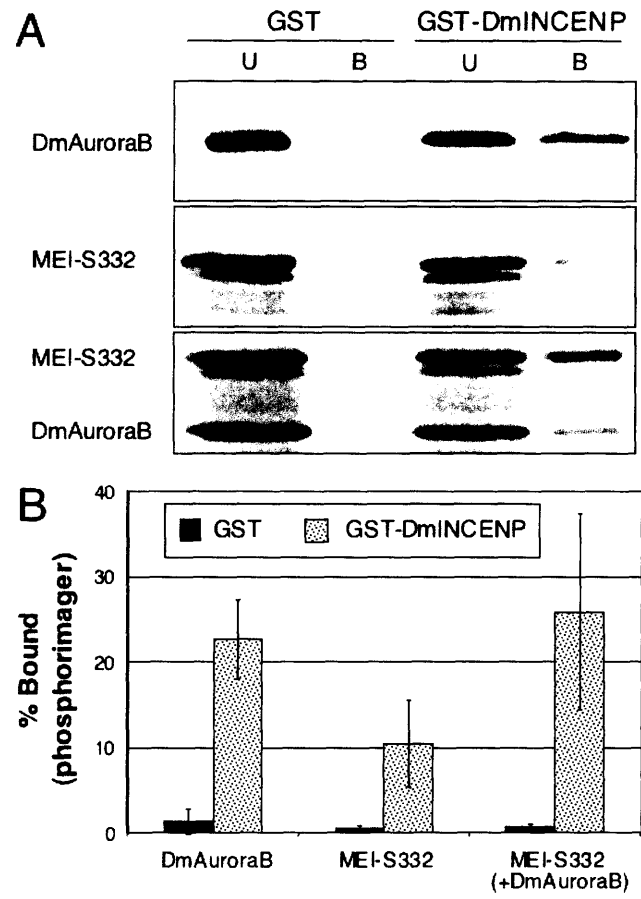 A
GST GST-DmINCENP
U B U B
DmAuroraB
MEI-S332
MEI-S332
DmAuroraB
B
% Bound
(phosphorimager)
40
30
20
10
0
GST GST-DmINCENP
DmAuroraB MEI-S332 MEI-S332
(+DmAuroraB)